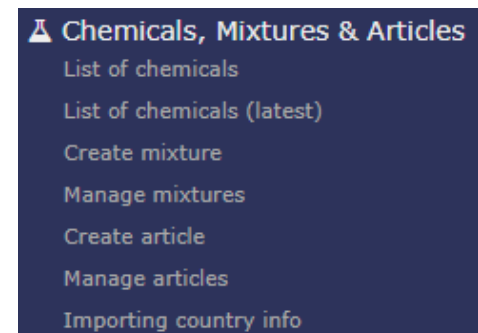 Chemicals, Mixtures & Articles
List of chemicals
List of chemicals (latest)
Create mixture
Manage mixtures
Create article
Manage articles
Importing country info